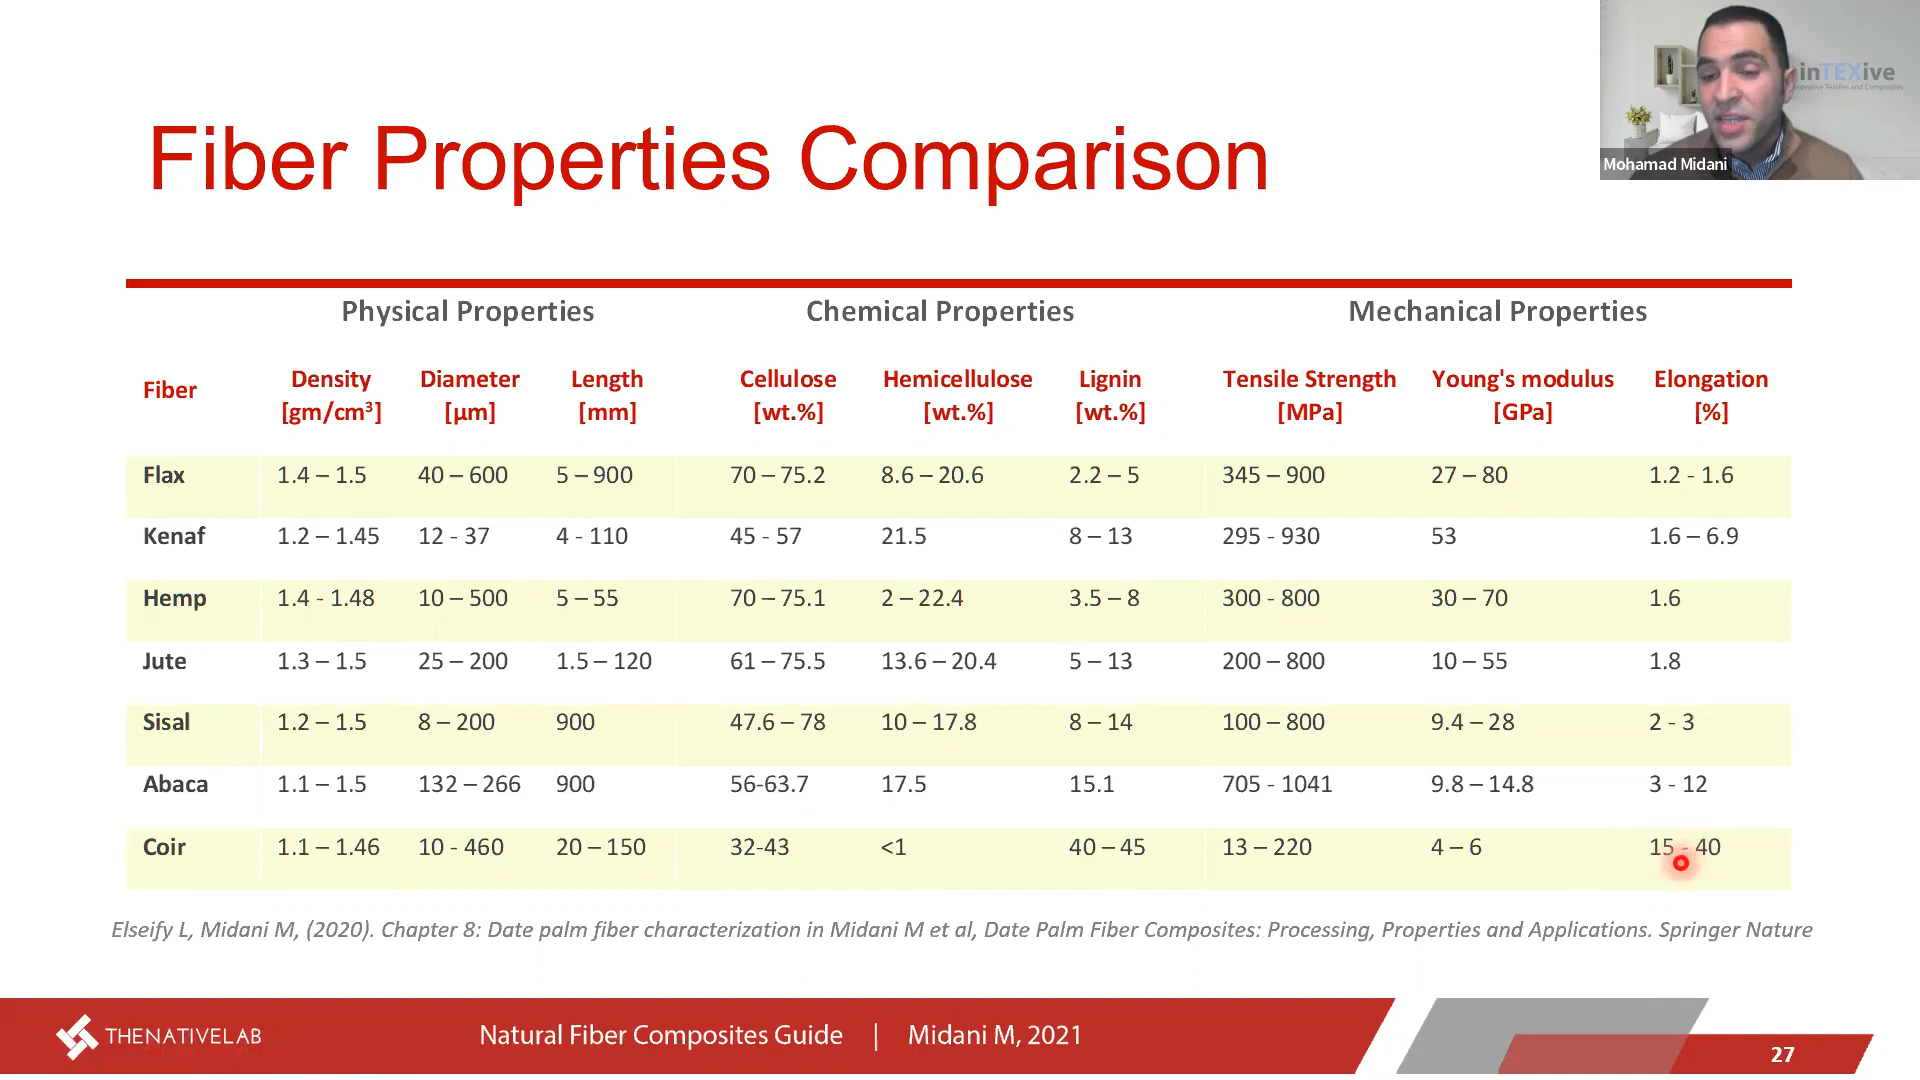 inTEXive
Innovative Textiles and Composites
Mohamad Midani
Fiber Properties Comparison
Physical Properties Chemical Properties Mechanical Properties
Fiber Density [gm/cm³] Diameter [µm] Length [mm] Cellulose [wt.%] Hemicellulose [wt.%] Lignin [wt.%] Tensile Strength [MPa] Young's modulus [GPa] Elongation [%]
Flax 1.4 – 1.5 40 – 600 5 – 900 70 – 75.2 8.6 – 20.6 2.2 – 5 345 – 900 27 – 80 1.2 - 1.6
Kenaf 1.2 – 1.45 12 - 37 4 - 110 45 - 57 21.5 8 – 13 295 - 930 53 1.6 – 6.9
Hemp 1.4 - 1.48 10 – 500 5 – 55 70 – 75.1 2 – 22.4 3.5 – 8 300 - 800 30 – 70 1.6
Jute 1.3 – 1.5 25 – 200 1.5 – 120 61 – 75.5 13.6 – 20.4 5 – 13 200 – 800 10 – 55 1.8
Sisal 1.2 – 1.5 8 – 200 900 47.6 – 78 10 – 17.8 8 – 14 100 – 800 9.4 – 28 2 - 3
Abaca 1.1 – 1.5 132 – 266 900 56-63.7 17.5 15.1 705 - 1041 9.8 – 14.8 3 - 12
Coir 1.1 – 1.46 10 - 460 20 – 150 32-43 <1 40 – 45 13 – 220 4 – 6 15 - 40
Elseify L, Midani M, (2020). Chapter 8: Date palm fiber characterization in Midani M et al, Date Palm Fiber Composites: Processing, Properties and Applications. Springer Nature
THENATIVELAB Natural Fiber Composites Guide | Midani M, 2021
27